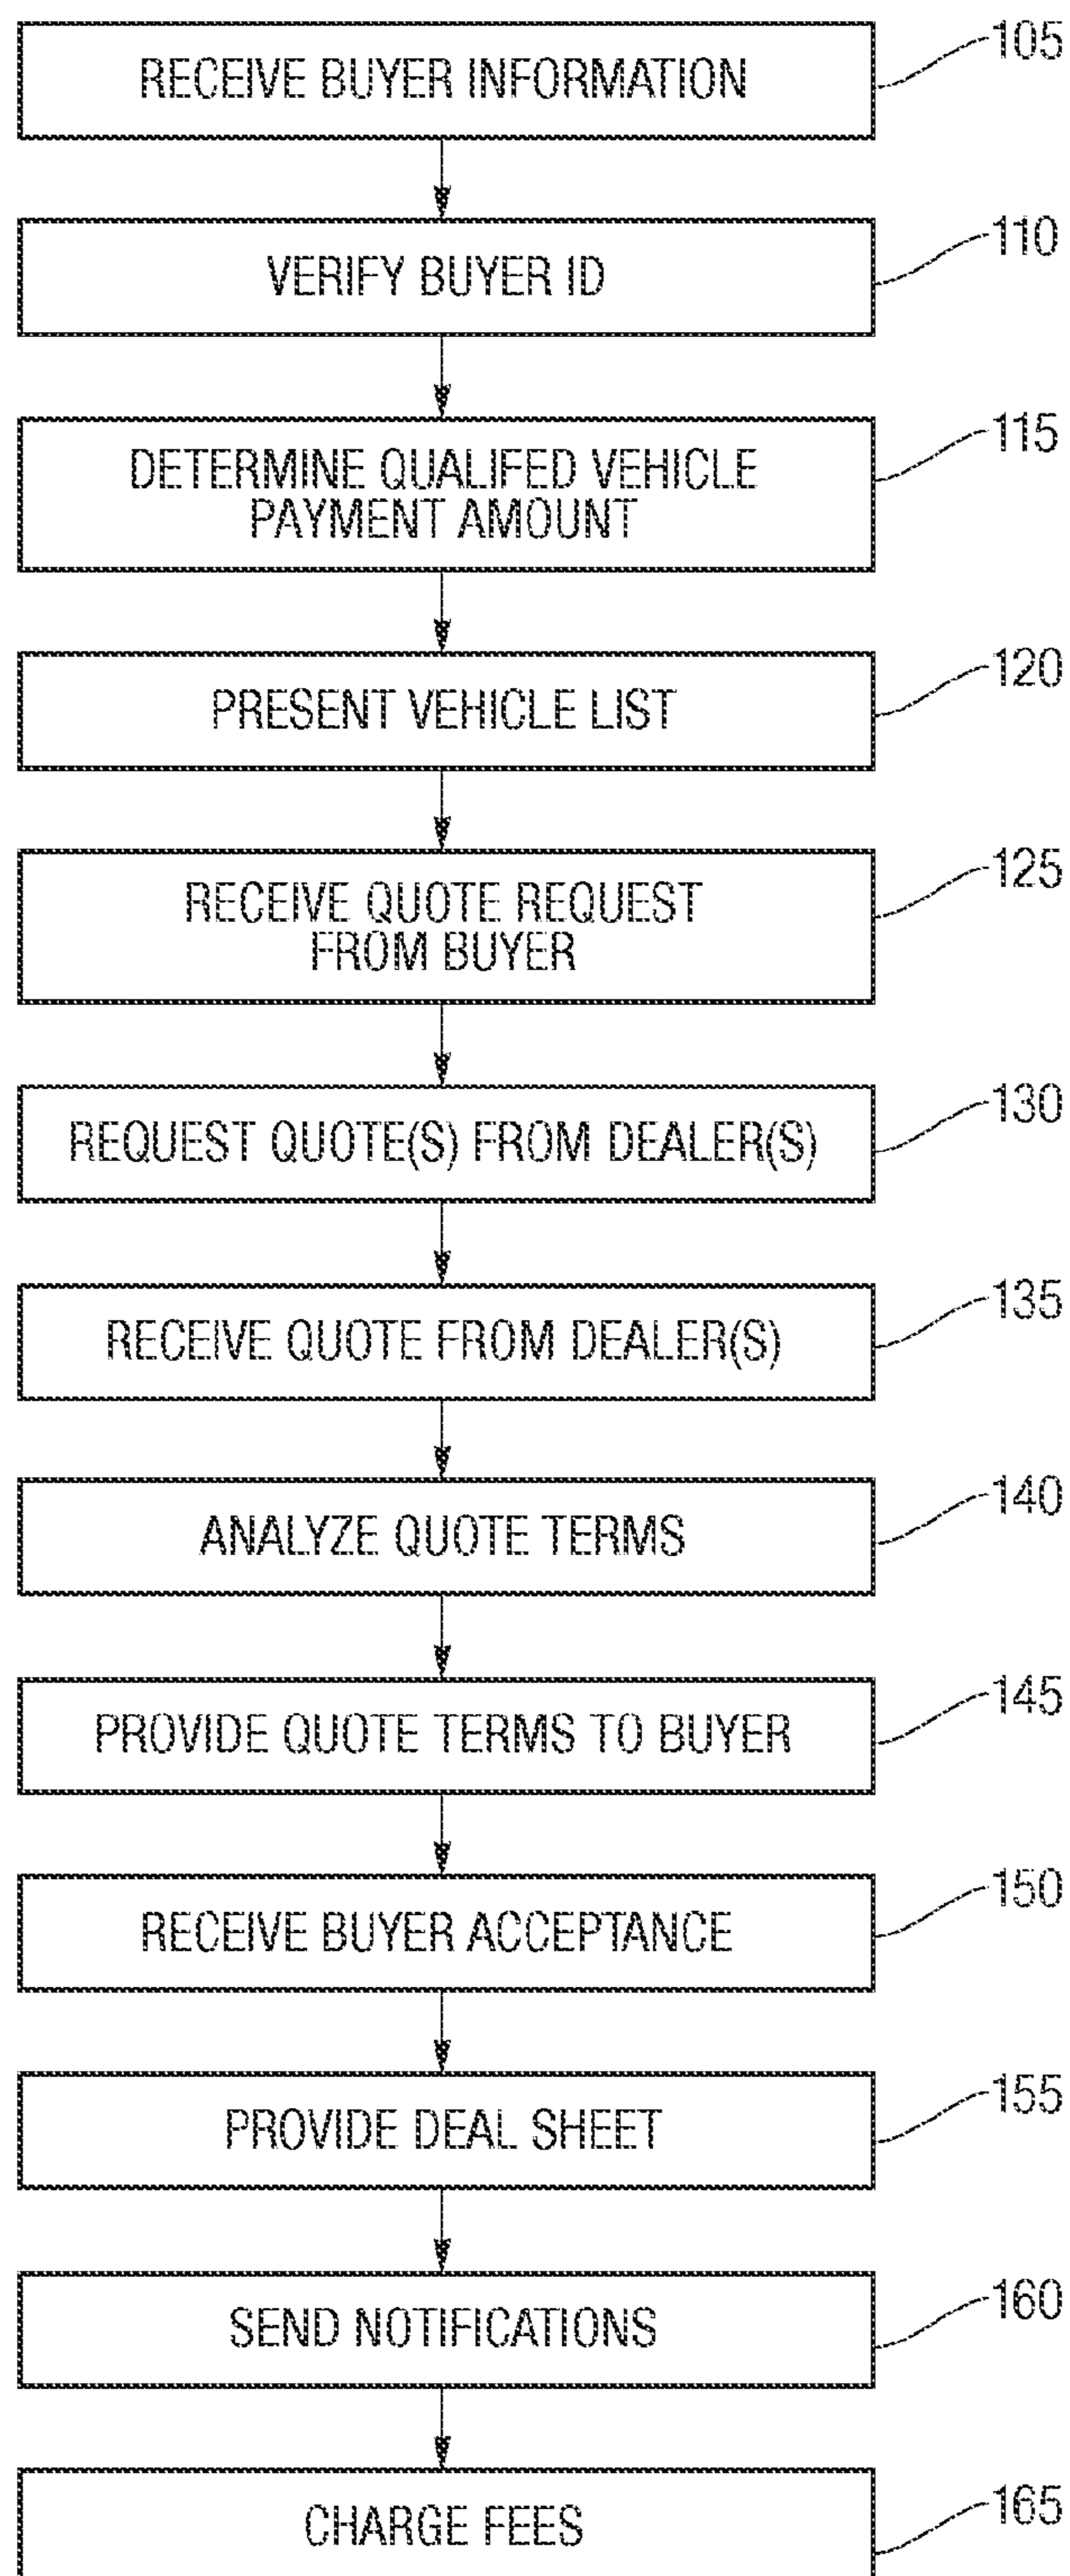 RECEIVE BUYER INFORMATION
105
VERIFY BUYER ID
110
DETERMINE QUALIFED VEHICLE
PAYMENT AMOUNT
115
PRESENT VEHICLE LIST
120
RECEIVE QUOTE REQUEST
FROM BUYER
125
REQUEST QUOTE(S) FROM DEALER(S)
130
RECEIVE QUOTE FROM DEALER(S)
135
ANALYZE QUOTE TERMS
140
PROVIDE QUOTE TERMS TO BUYER
145
RECEIVE BUYER ACCEPTANCE
150
PROVIDE DEAL SHEET
155
SEND NOTIFICATIONS
160
CHARGE FEES
165